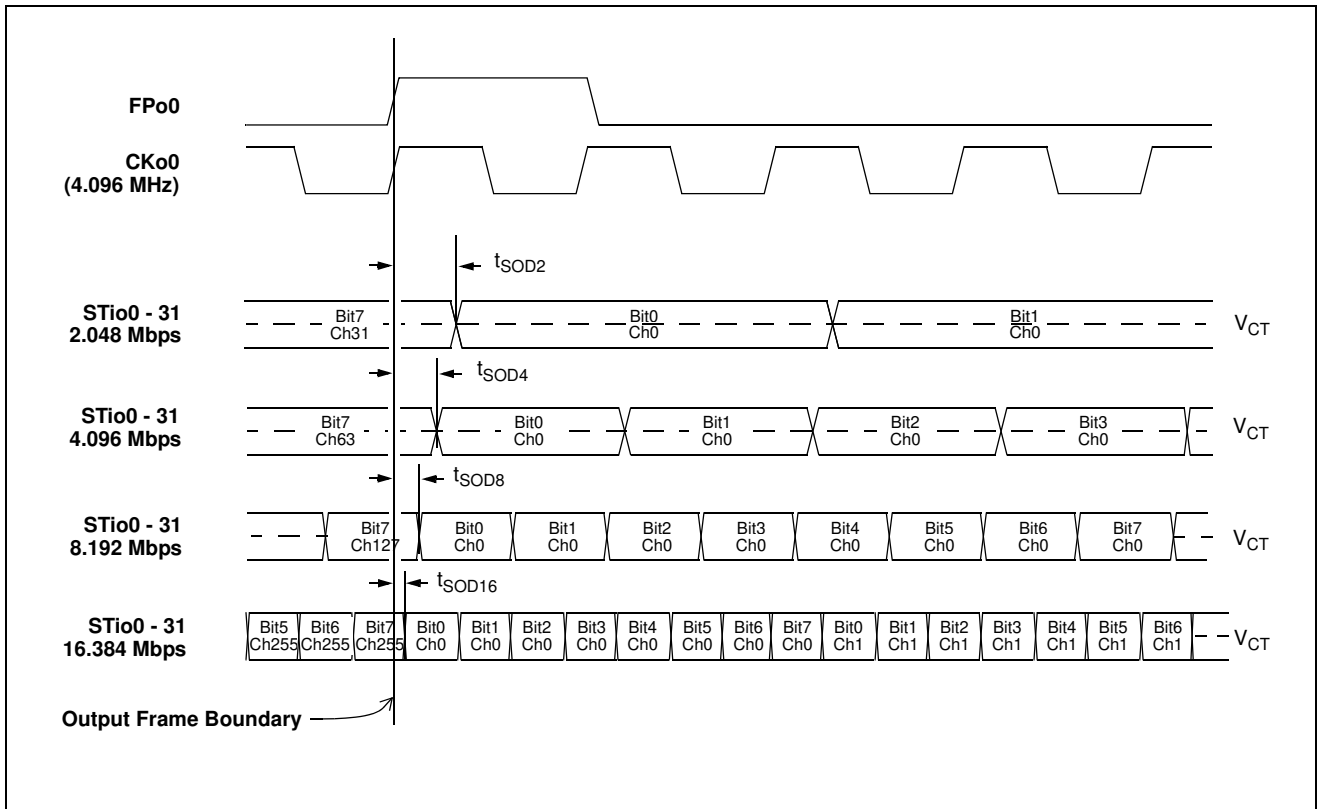 FPo0
CKo0
(4.096 MHz)
tSOD2
STio0 - 31
2.048 Mbps
Bit7
Ch31
Bit0
Ch0
Bit1
Ch0
VCT
tSOD4
STio0 - 31
4.096 Mbps
Bit7
Ch63
Bit0
Ch0
Bit1
Ch0
Bit2
Ch0
Bit3
Ch0
VCT
tSOD8
STio0 - 31
8.192 Mbps
Bit7
Ch127
Bit0
Ch0
Bit1
Ch0
Bit2
Ch0
Bit3
Ch0
Bit4
Ch0
Bit5
Ch0
Bit6
Ch0
Bit7
Ch0
VCT
tSOD16
STio0 - 31
16.384 Mbps
Bit5
Ch255
Bit6
Ch255
Bit7
Ch255
Bit0
Ch0
Bit1
Ch0
Bit2
Ch0
Bit3
Ch0
Bit4
Ch0
Bit5
Ch0
Bit6
Ch0
Bit7
Ch0
Bit0
Ch1
Bit1
Ch1
Bit2
Ch1
Bit3
Ch1
Bit4
Ch1
Bit5
Ch1
Bit6
Ch1
VCT
Output Frame Boundary